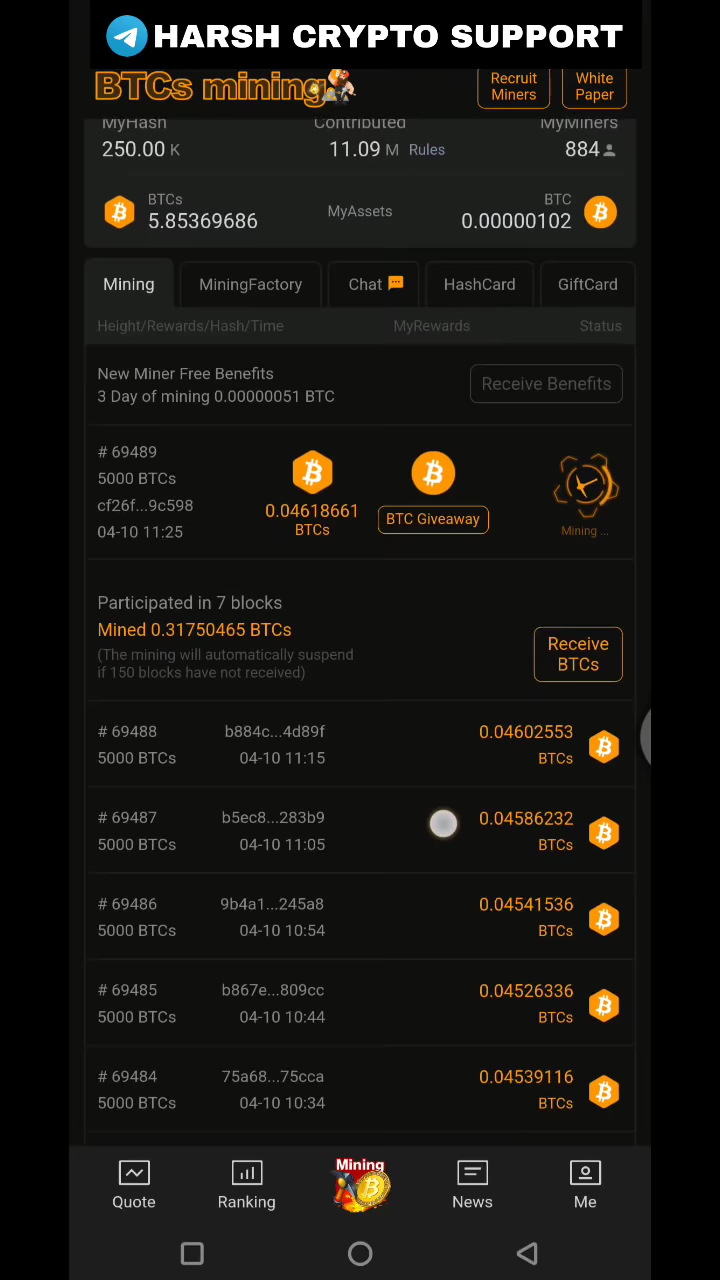 HARSH CRYPTO SUPPORT
BTCs mining
Recruit Miners
White Paper
MyHash
Contributed
MyMiners
250.00 K
11.09 M Rules
884
BTCs
5.85369686
MyAssets
BTC
0.00000102
Mining
MiningFactory
Chat
HashCard
GiftCard
Height/Rewards/Hash/Time
MyRewards
Status
New Miner Free Benefits
3 Day of mining 0.00000051 BTC
Receive Benefits
# 69489
5000 BTCs
cf26f...9c598
04-10 11:25
0.04618661
BTCs
BTC Giveaway
Mining ...
Participated in 7 blocks
Mined 0.31750465 BTCs
(The mining will automatically suspend
if 150 blocks have not received)
Receive
BTCs
# 69488 b884c...4d89f 0.04602553
5000 BTCs 04-10 11:15 BTCs
# 69487 b5ec8...283b9 0.04586232
5000 BTCs 04-10 11:05 BTCs
# 69486 9b4a1...245a8 0.04541536
5000 BTCs 04-10 10:54 BTCs
# 69485 b867e...809cc 0.04526336
5000 BTCs 04-10 10:44 BTCs
# 69484 75a68...75cca 0.04539116
5000 BTCs 04-10 10:34 BTCs
Mining
Quote
Ranking
News
Me